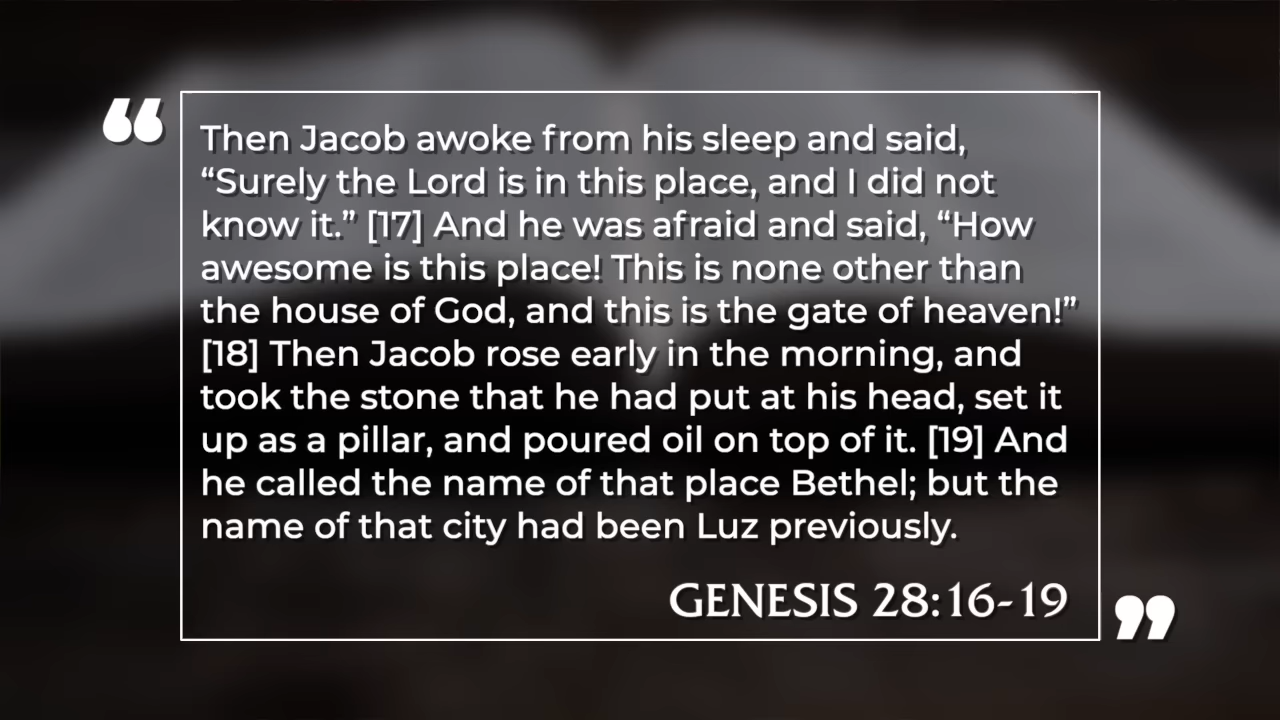 Then Jacob awoke from his sleep and said,
“Surely the Lord is in this place, and I did not
know it.” [17] And he was afraid and said, “How
awesome is this place! This is none other than
the house of God, and this is the gate of heaven!”
[18] Then Jacob rose early in the morning, and
took the stone that he had put at his head, set it
up as a pillar, and poured oil on top of it. [19] And
he called the name of that place Bethel; but the
name of that city had been Luz previously.
GENESIS 28:16-19